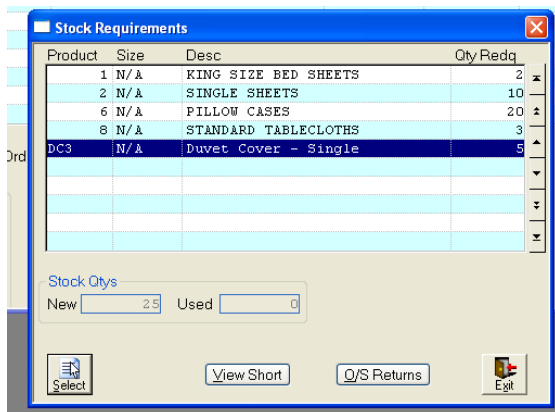 Stock Requirements
Product Size Desc Qty Redq
1 N/A KING SIZE BED SHEETS 2
2 N/A SINGLE SHEETS 10
6 N/A PILLOW CASES 20
8 N/A STANDARD TABLECLOTHS 3
Ord
DC3 N/A Duvet Cover - Single 5
Stock Qtys
New 25 Used 0
Select View Short O/S Returns Exit